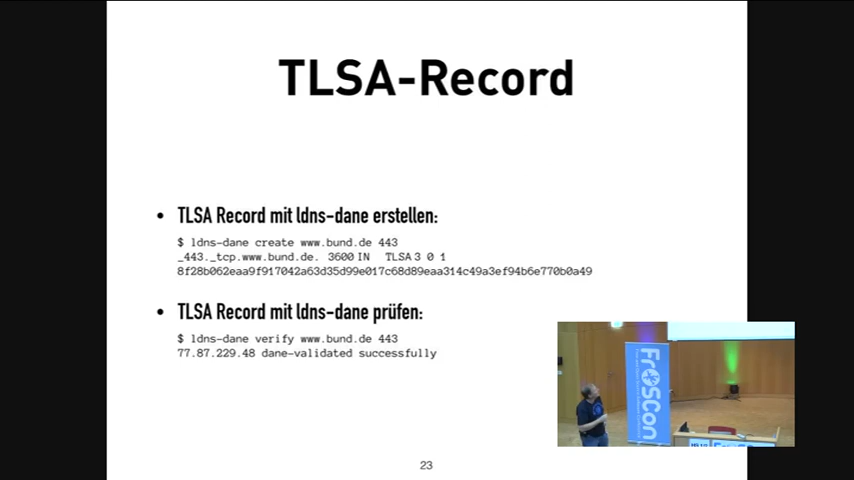 TLSA-Record
• TLSA Record mit ldns-dane erstellen:
$ ldns-dane create www.bund.de 443
_443._tcp.www.bund.de. 3600 IN TLSA 3 0 1
8f28b062eaa9f917042a63d35d99e017c68d89eaa314c49a3ef94b6e770b0a49
• TLSA Record mit ldns-dane prüfen:
$ ldns-dane verify www.bund.de 443
77.87.229.48 dane-validated successfully
FrOSCon
23